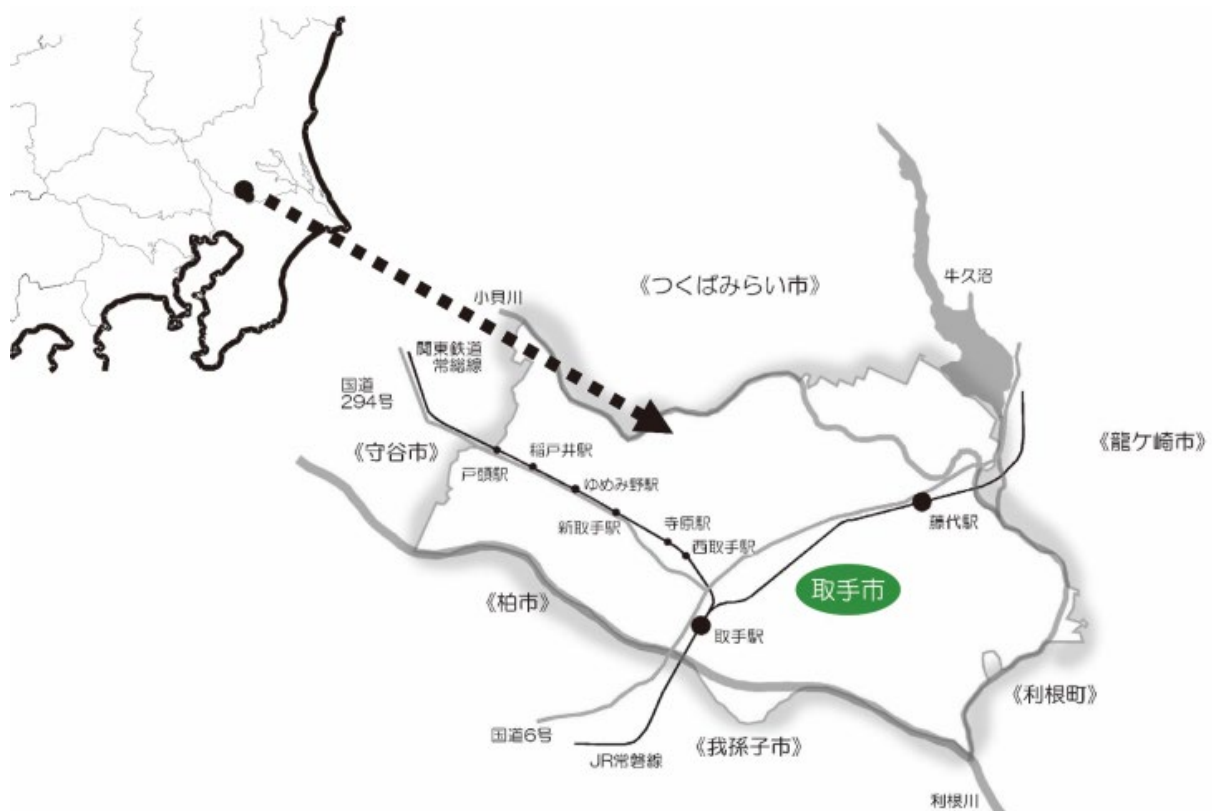 牛久沼
《つくばみらい市》
小貝川
関東鉄道
常総線
国道
294号
《守谷市》
《龍ケ崎市》
稲戸井駅
戸頭駅
ゆめみ野駅
新取手駅
寺原駅
藤代駅
西取手駅
取手市
《柏市》
取手駅
《利根町》
国道6号
《我孫子市》
JR常磐線
利根川